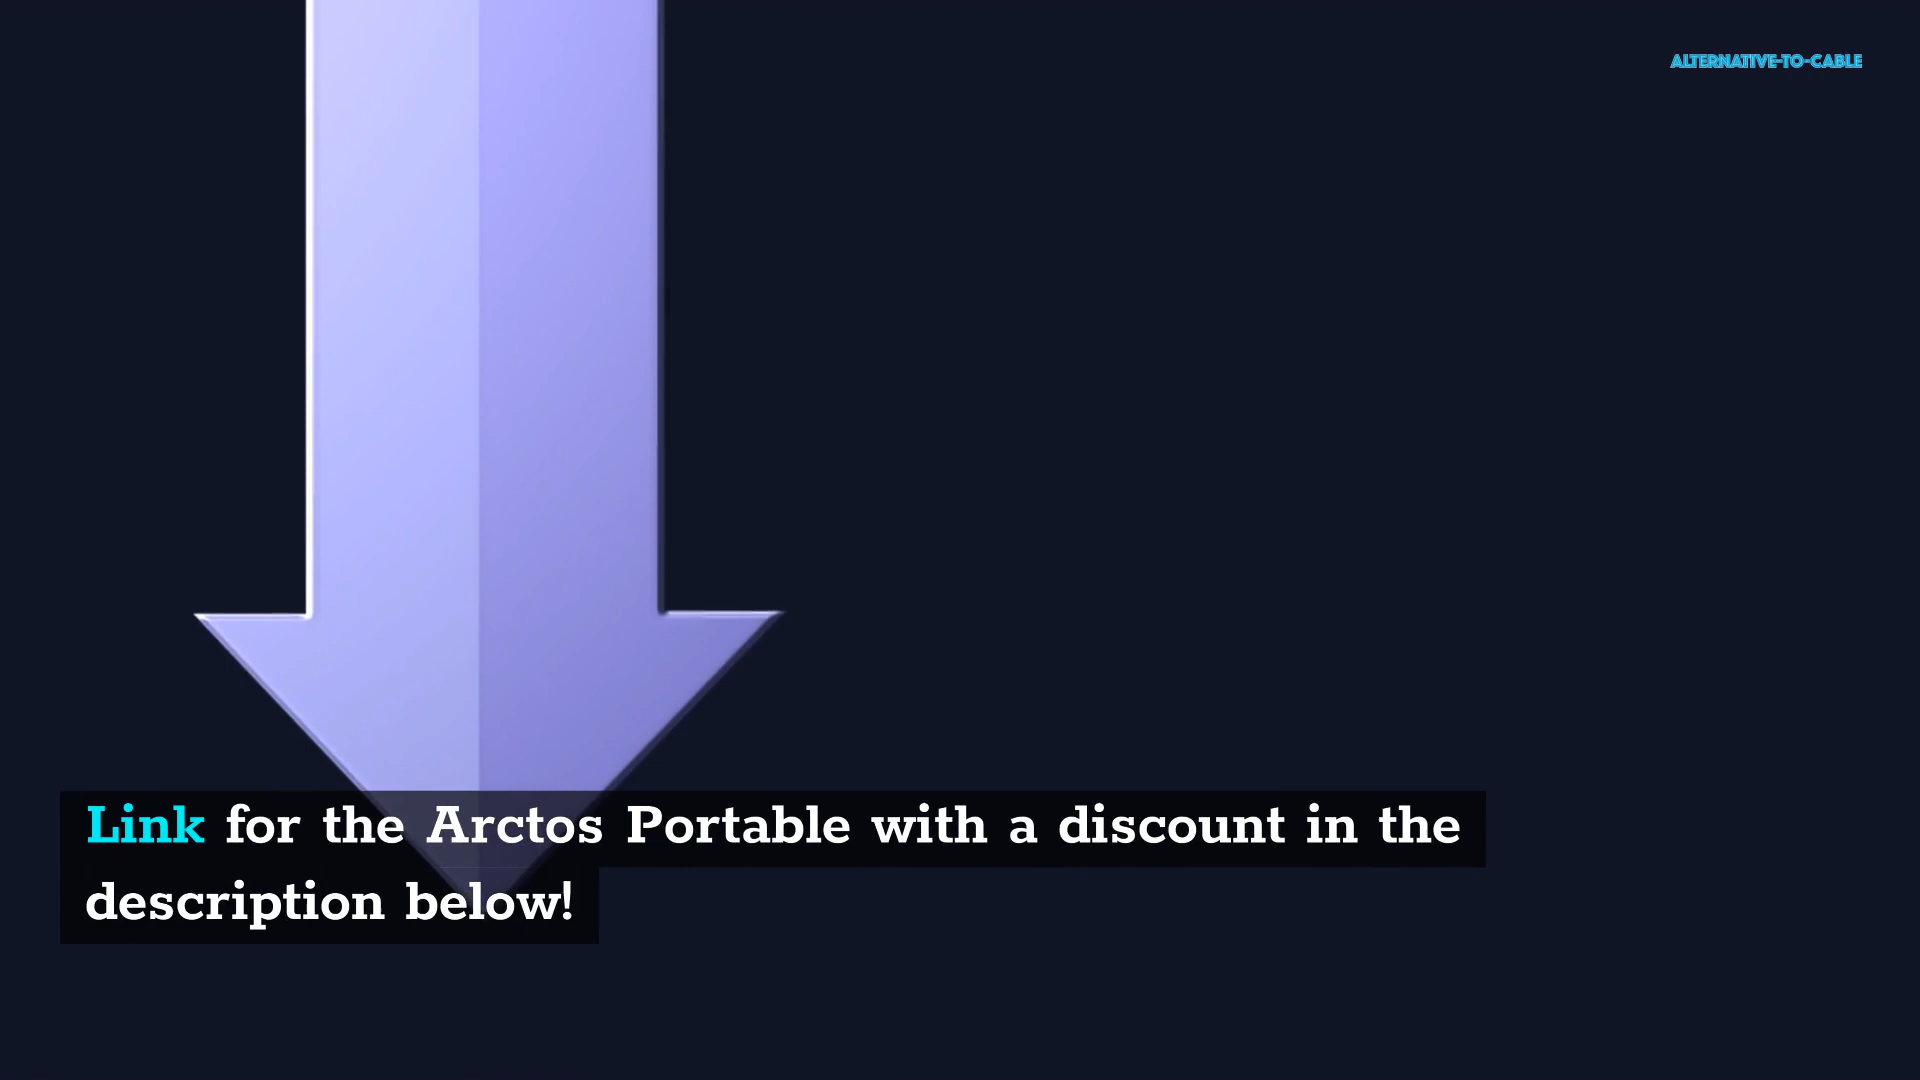 ALTERNATIVE-TO-CABLE
Link for the Arctos Portable with a discount in the
description below!